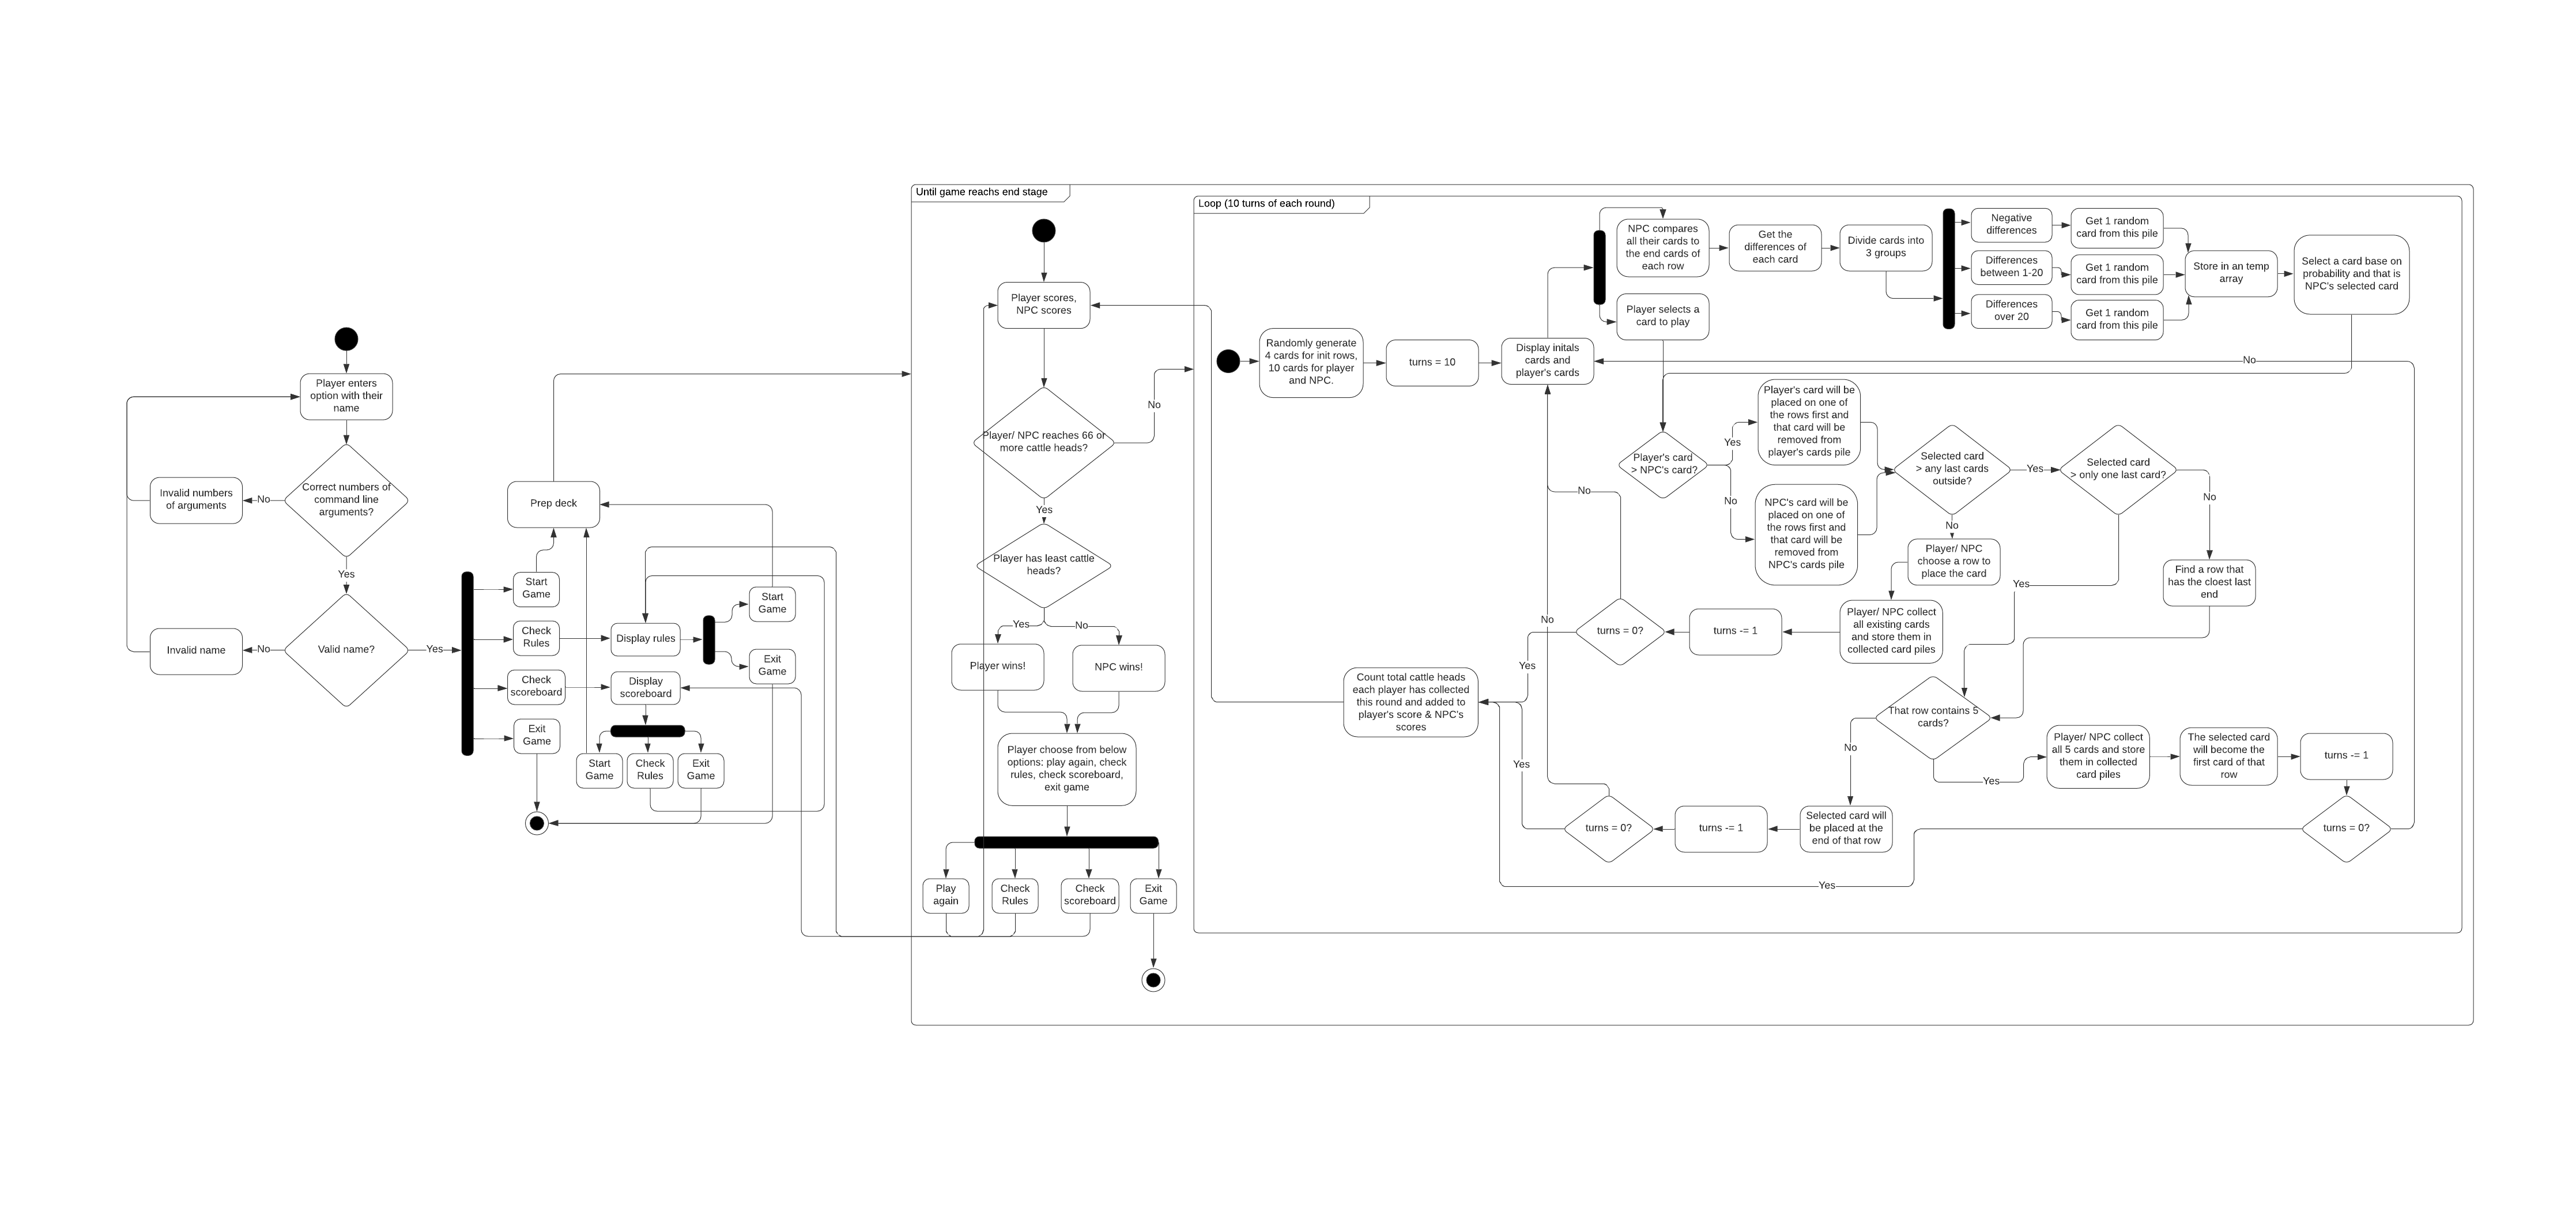 Player enters
option with their
name
Correct numbers of
command line
arguments?
No
Invalid numbers
of arguments
Yes
Valid name?
No
Invalid name
Yes
Start
Game
Check
Rules
Check
scoreboard
Exit
Game
Prep deck
Display rules
Display
scoreboard
Start
Game
Exit
Game
Start
Game
Check
Rules
Exit
Game
Until game reachs end stage
Player scores,
NPC scores
Player/ NPC reaches 66 or
more cattle heads?
No
Yes
Player has least cattle
heads?
Yes
No
Player wins!
NPC wins!
Player choose from below
options: play again, check
rules, check scoreboard,
exit game
Play
again
Check
Rules
Check
scoreboard
Exit
Game
Loop (10 turns of each round)
Randomly generate
4 cards for init rows,
10 cards for player
and NPC.
turns = 10
Display initals
cards and
player's cards
NPC compares
all their cards to
the end cards of
each row
Get the
differences of
each card
Divide cards into
3 groups
Negative
differences
Differences
between 1-20
Differences
over 20
Get 1 random
card from this pile
Get 1 random
card from this pile
Get 1 random
card from this pile
Store in an temp
array
Select a card base on
probability and that is
NPC's selected card
Player selects a
card to play
No
Player's card
> NPC's card?
Yes
No
Player's card will be
placed on one of
the rows first and
that card will be
removed from
player's cards pile
NPC's card will be
placed on one of
the rows first and
that card will be
removed from
NPC's cards pile
Selected card
> any last cards
outside?
Yes
No
Selected card
> only one last card?
No
Yes
Player/ NPC
choose a row to
place the card
Find a row that
has the cloest last
end
Player/ NPC collect
all existing cards
and store them in
collected card piles
turns -= 1
turns = 0?
No
Yes
No
Count total cattle heads
each player has collected
this round and added to
player's score & NPC's
scores
That row contains 5
cards?
No
Yes
Player/ NPC collect
all 5 cards and store
them in collected
card piles
The selected card
will become the
first card of that
row
turns -= 1
turns = 0?
Selected card will
be placed at the
end of that row
turns -= 1
turns = 0?
Yes
Yes